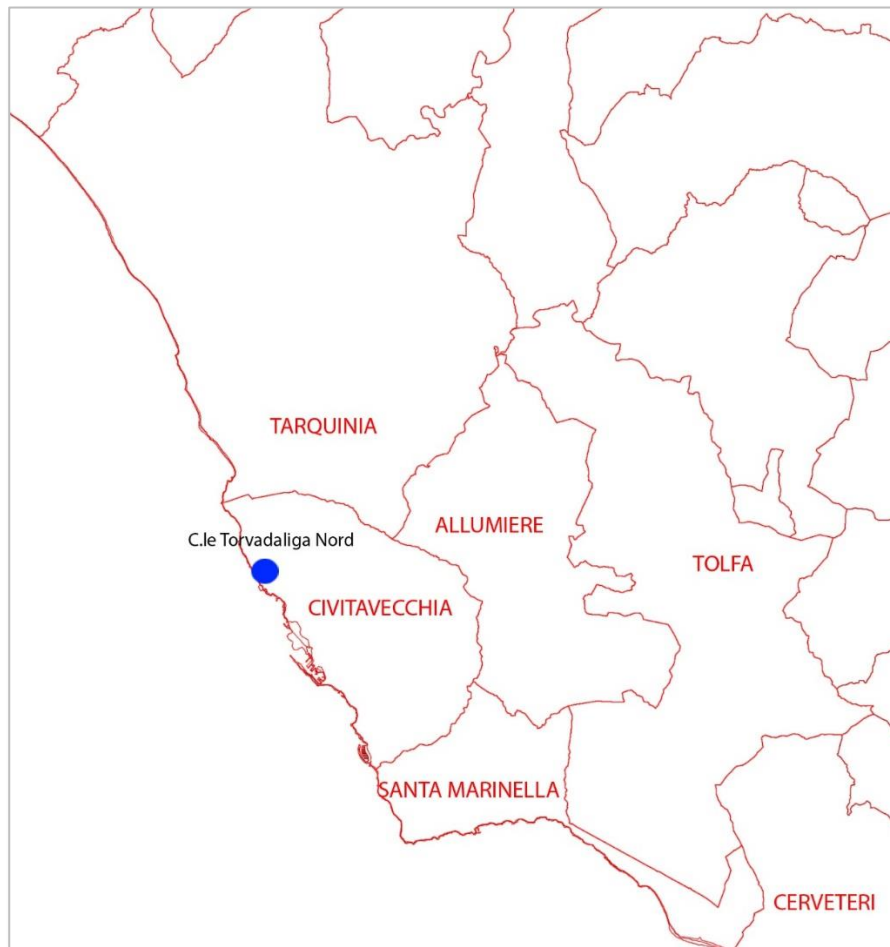 TARQUINIA
ALLUMIERE
C.le Torvadaliga Nord
TOLFA
CIVITAVECCHIA
SANTA MARINELLA
CERVETERI